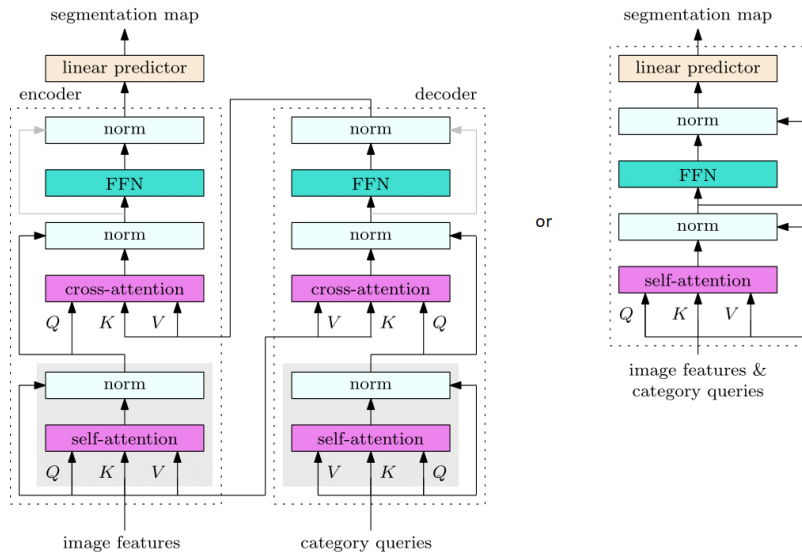 segmentation map
linear predictor
encoder
norm
FFN
norm
cross-attention
Q K V
norm
self-attention
Q K V
image features
decoder
norm
FFN
norm
cross-attention
V K Q
norm
self-attention
V K Q
category queries
or
segmentation map
linear predictor
norm
FFN
norm
self-attention
Q K V
image features &
category queries